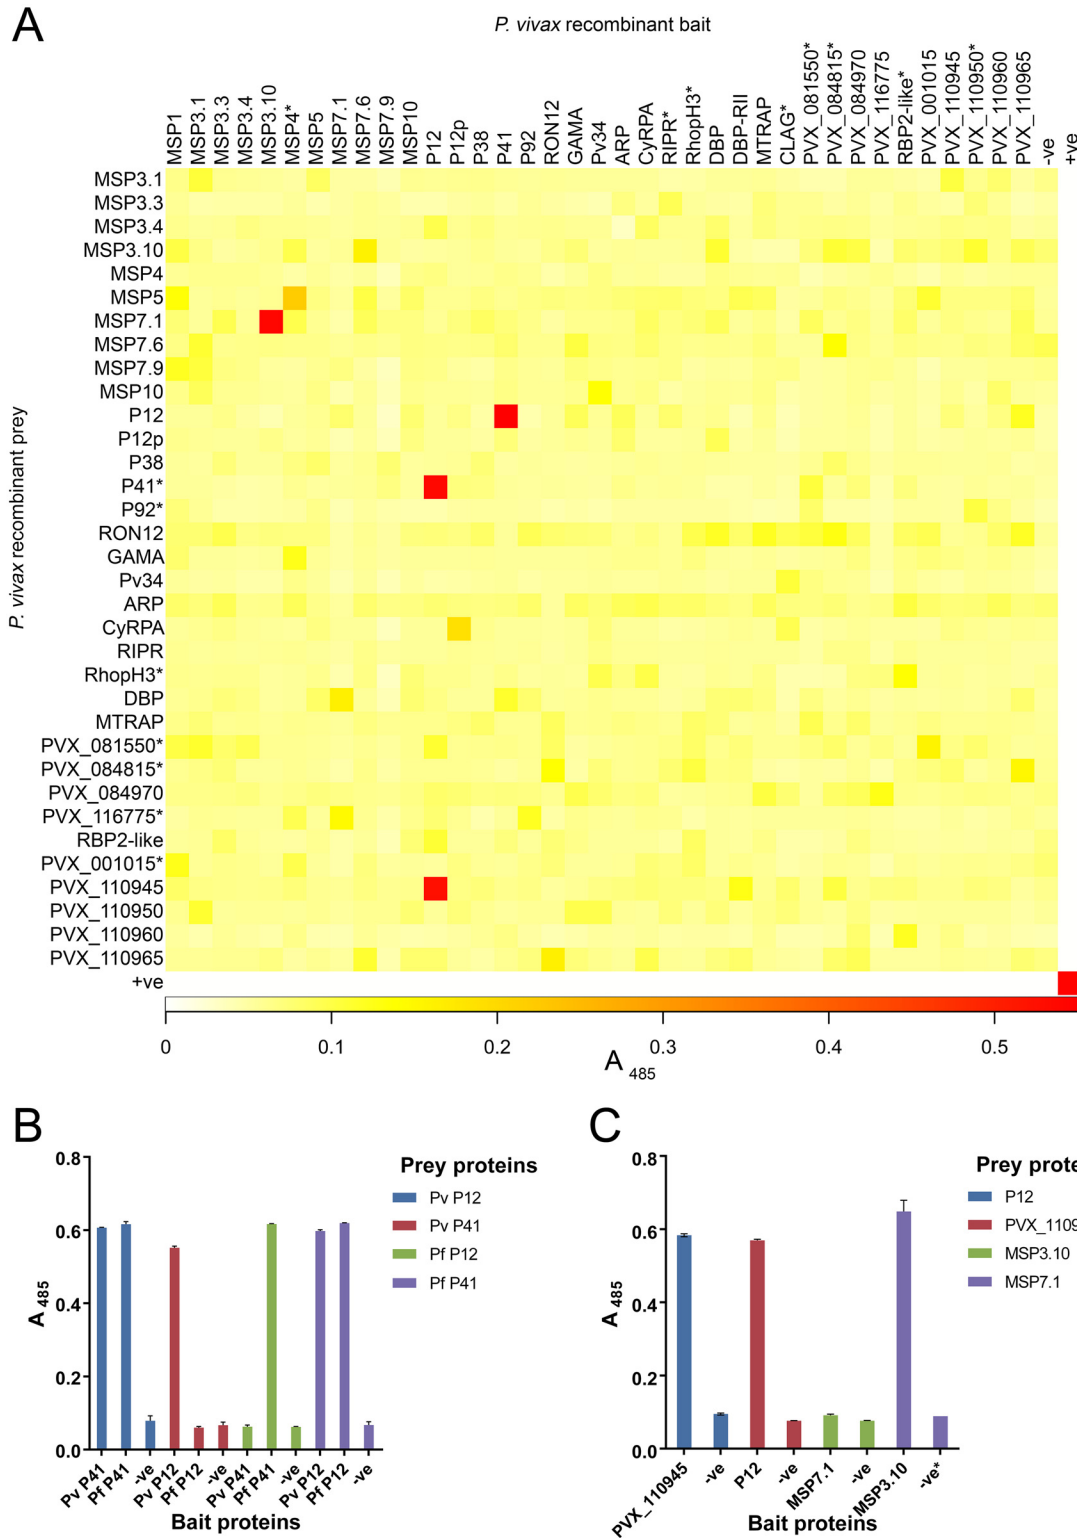 A
P. vivax recombinant bait
MSP1
MSP3.1
MSP3.3
MSP3.4
MSP3.10
MSP4*
MSP5
MSP7.1
MSP7.6
MSP7.9
MSP10
P12
P12p
P38
P41
P92
RON12
GAMA
Pv34
ARP
CyRPA
RIPR*
RhopH3*
DBP
DBP-RII
MTRAP
CLAG*
PVX_081550*
PVX_084815*
PVX_084970
PVX_116775
RBP2-like*
PVX_001015
PVX_110945
PVX_110950*
PVX_110960
PVX_110965
-ve
+ve
P. vivax recombinant prey
MSP3.1
MSP3.3
MSP3.4
MSP3.10
MSP4
MSP5
MSP7.1
MSP7.6
MSP7.9
MSP10
P12
P12p
P38
P41*
P92*
RON12
GAMA
Pv34
ARP
CyRPA
RIPR
RhopH3*
DBP
MTRAP
PVX_081550*
PVX_084815*
PVX_084970
PVX_116775*
RBP2-like
PVX_001015*
PVX_110945
PVX_110950
PVX_110960
PVX_110965
+ve
0 0.1 0.2 0.3 0.4 0.5
A 485
B
A 485
0.8
0.6
0.4
0.2
0.0
Pv P41
Pf P41
-ve
Pv P12
Pf P12
-ve
Pv P41
Pf P41
-ve
Pv P12
Pf P12
-ve
Bait proteins
Prey proteins
Pv P12
Pv P41
Pf P12
Pf P41
C
A 485
0.8
0.6
0.4
0.2
0.0
PVX_110945
-ve
P12
-ve
MSP7.1
-ve
MSP3.10
-ve*
Bait proteins
Prey prote
P12
PVX_1109
MSP3.10
MSP7.1